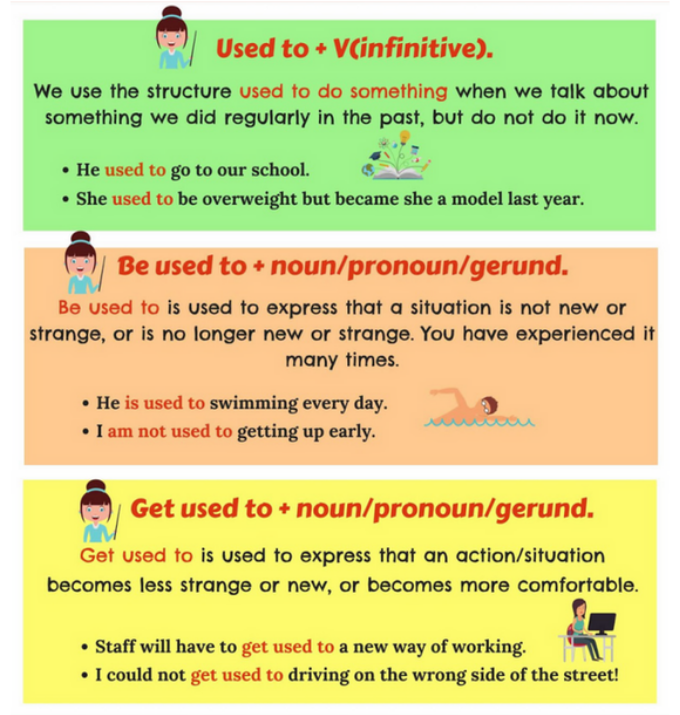 Used to + V(infinitive).
We use the structure used to do something when we talk about
something we did regularly in the past, but do not do it now.
• He used to go to our school.
• She used to be overweight but became she a model last year.
Be used to + noun/pronoun/gerund.
Be used to is used to express that a situation is not new or
strange, or is no longer new or strange. You have experienced it
many times.
• He is used to swimming every day.
• I am not used to getting up early.
Get used to + noun/pronoun/gerund.
Get used to is used to express that an action/situation
becomes less strange or new, or becomes more comfortable.
• Staff will have to get used to a new way of working.
• I could not get used to driving on the wrong side of the street!